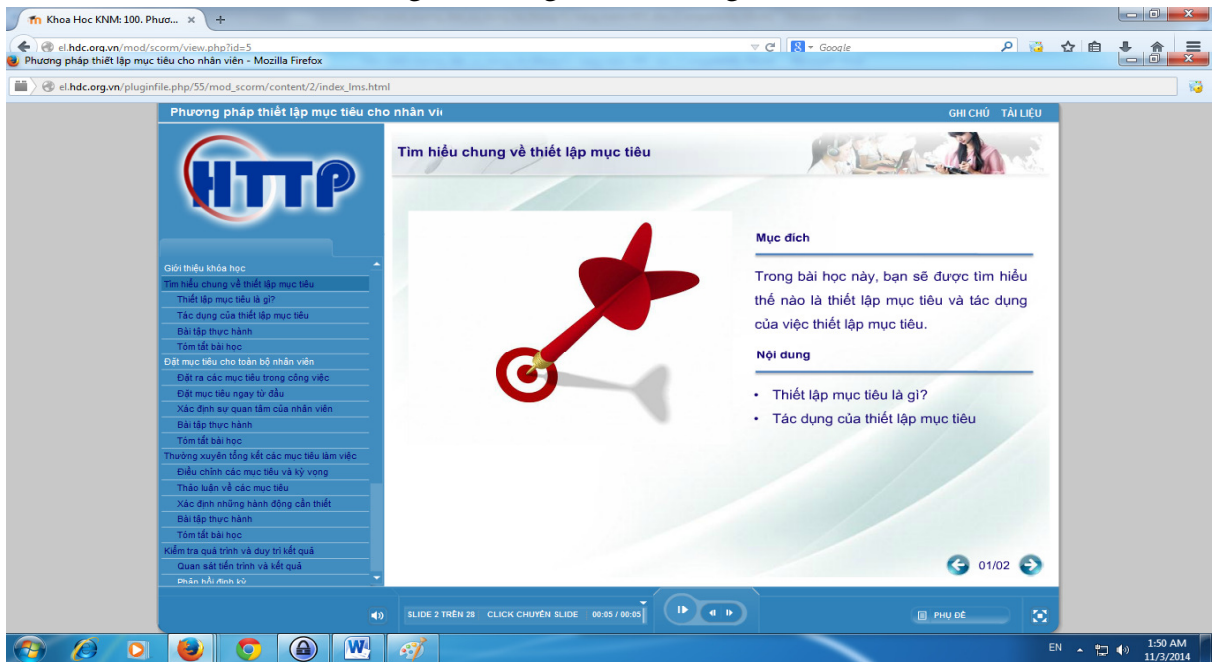 Khoa Hoc KNM: 100. Phươ...
el.hdc.org.vn/mod/scorm/view.php?id=5
Google
Phương pháp thiết lập mục tiêu cho nhân viên - Mozilla Firefox
el.hdc.org.vn/pluginfile.php/55/mod_scorm/content/2/index_lms.html
Phương pháp thiết lập mục tiêu cho nhân vi
GHI CHÚ TÀI LIỆU
HTTP
Tìm hiểu chung về thiết lập mục tiêu
Giới thiệu khóa học
Tìm hiểu chung về thiết lập mục tiêu
Thiết lập mục tiêu là gì?
Tác dụng của thiết lập mục tiêu
Bài tập thực hành
Tóm tắt bài học
Đặt mục tiêu cho toàn bộ nhân viên
Đặt ra các mục tiêu trong công việc
Đặt mục tiêu ngay từ đầu
Xác định sự quan tâm của nhân viên
Bài tập thực hành
Tóm tắt bài học
Thường xuyên tổng kết các mục tiêu làm việc
Điều chỉnh các mục tiêu và kỳ vọng
Thảo luận về các mục tiêu
Xác định những hành động cần thiết
Bài tập thực hành
Tóm tắt bài học
Kiểm tra quá trình và duy trì kết quả
Quan sát tiến trình và kết quả
Phản hồi định kỳ
Mục đích
Trong bài học này, bạn sẽ được tìm hiểu
thế nào là thiết lập mục tiêu và tác dụng
của việc thiết lập mục tiêu.
Nội dung
• Thiết lập mục tiêu là gì?
• Tác dụng của thiết lập mục tiêu
01/02
SLIDE 2 TRÊN 28 CLICK CHUYỂN SLIDE 00:05 / 00:05
PHỤ ĐỀ
EN
1:50 AM
11/3/2014